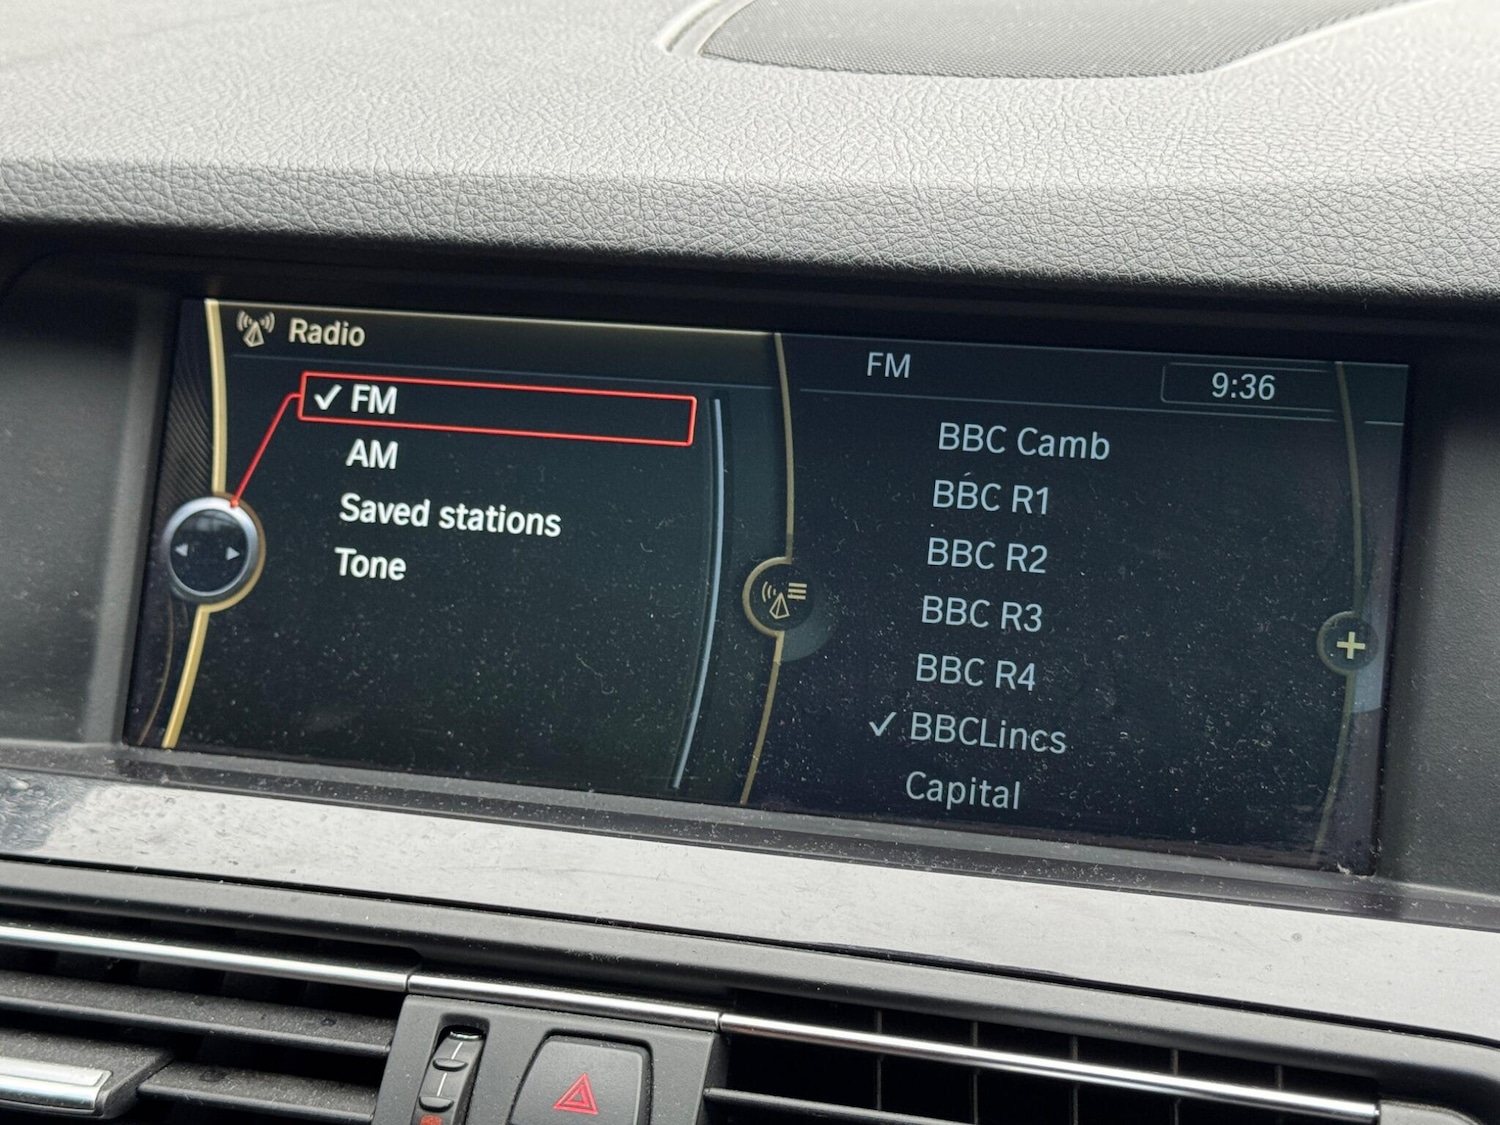 Radio
✓ FM
AM
Saved stations
Tone
FM
9:36
BBC Camb
BBC R1
BBC R2
BBC R3
BBC R4
✓ BBCLincs
Capital